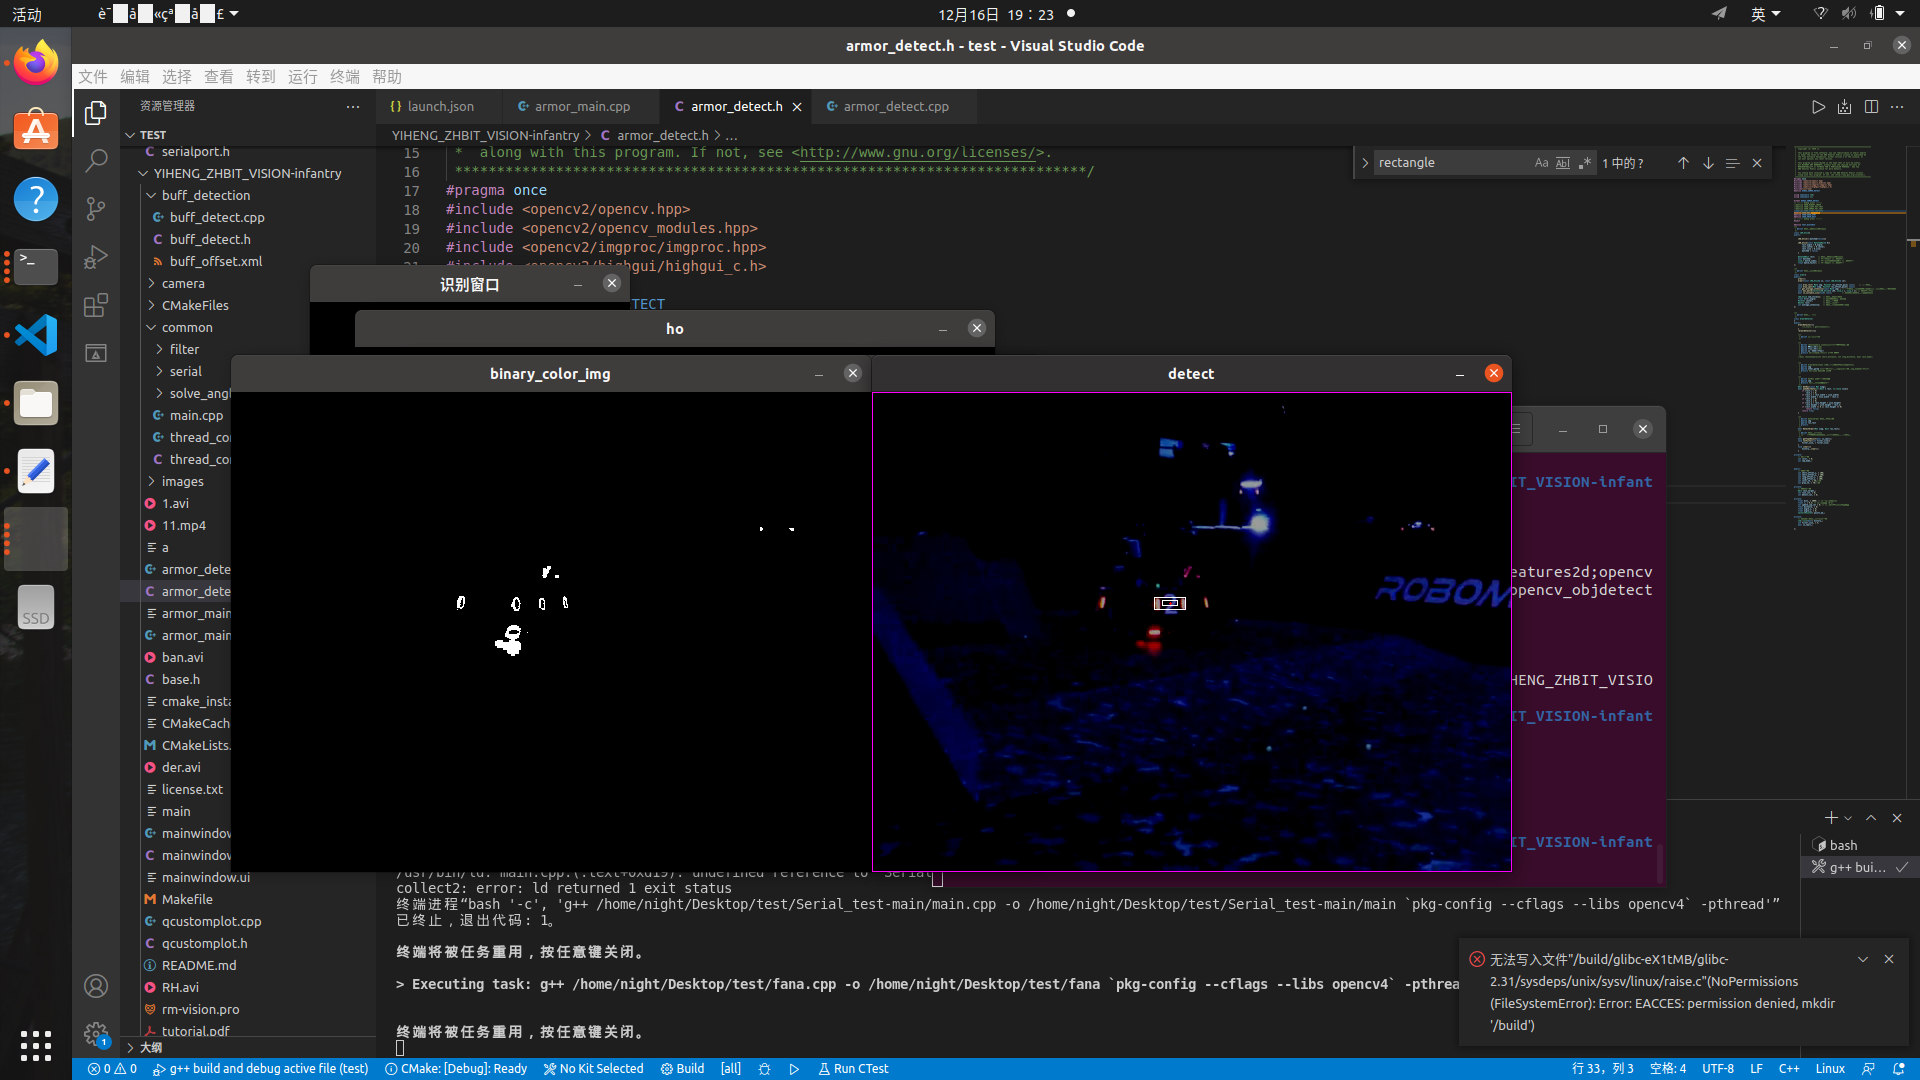 活动
12月16日 19：23
英
armor_detect.h - test - Visual Studio Code
文件 编辑 选择 查看 转到 运行 终端 帮助
资源管理器
launch.json
armor_main.cpp
armor_detect.h
armor_detect.cpp
TEST
serialport.h
YIHENG_ZHBIT_VISION-infantry
buff_detection
buff_detect.cpp
buff_detect.h
buff_offset.xml
camera
CMakeFiles
common
filter
serial
solve_angl
main.cpp
thread_co
thread_co
images
1.avi
11.mp4
a
armor_dete
armor_dete
armor_main
armor_main
ban.avi
base.h
cmake_insta
CMakeCach
CMakeLists.
der.avi
license.txt
main
mainwindow
mainwindow
mainwindow.ui
Makefile
qcustomplot.cpp
qcustomplot.h
README.md
RH.avi
rm-vision.pro
tutorial.pdf
大纲
YIHENG_ZHBIT_VISION-infantry > armor_detect.h > ...
15 * along with this program. If not, see <http://www.gnu.org/licenses/>.
16 ***************************************************************************/
17 #pragma once
18 #include <opencv2/opencv.hpp>
19 #include <opencv2/opencv_modules.hpp>
20 #include <opencv2/imgproc/imgproc.hpp>
#include <opencv2/highgui/highgui_c.h>
TECT
rectangle
Aa Ab
1 中的 ?
识别窗口
ho
binary_color_img
detect
ROBOM
2
IT_VISION-infant
eatures2d;opencv
opencv_objdetect
HENG_ZHBIT_VISIO
IT_VISION-infant
IT_VISION-infant
/usr/bin/ld: main.cpp:(.text+0xd19): undefined reference to `Serial
collect2: error: ld returned 1 exit status
终端进程“bash '-c', 'g++ /home/night/Desktop/test/Serial_test-main/main.cpp -o /home/night/Desktop/test/Serial_test-main/main `pkg-config --cflags --libs opencv4` -pthread'”
已终止，退出代码: 1。
终端将被任务重用，按任意键关闭。
> Executing task: g++ /home/night/Desktop/test/fana.cpp -o /home/night/Desktop/test/fana `pkg-config --cflags --libs opencv4` -pthrea
终端将被任务重用，按任意键关闭。
bash
g++ bui...
无法写入文件"/build/glibc-eX1tMB/glibc-
2.31/sysdeps/unix/sysv/linux/raise.c"(NoPermissions
(FileSystemError): Error: EACCES: permission denied, mkdir
'/build')
SSD
1
0 0
g++ build and debug active file (test)
CMake: [Debug]: Ready
No Kit Selected
Build
[all]
Run CTest
行 33，列 3
空格: 4
UTF-8
LF
C++
Linux